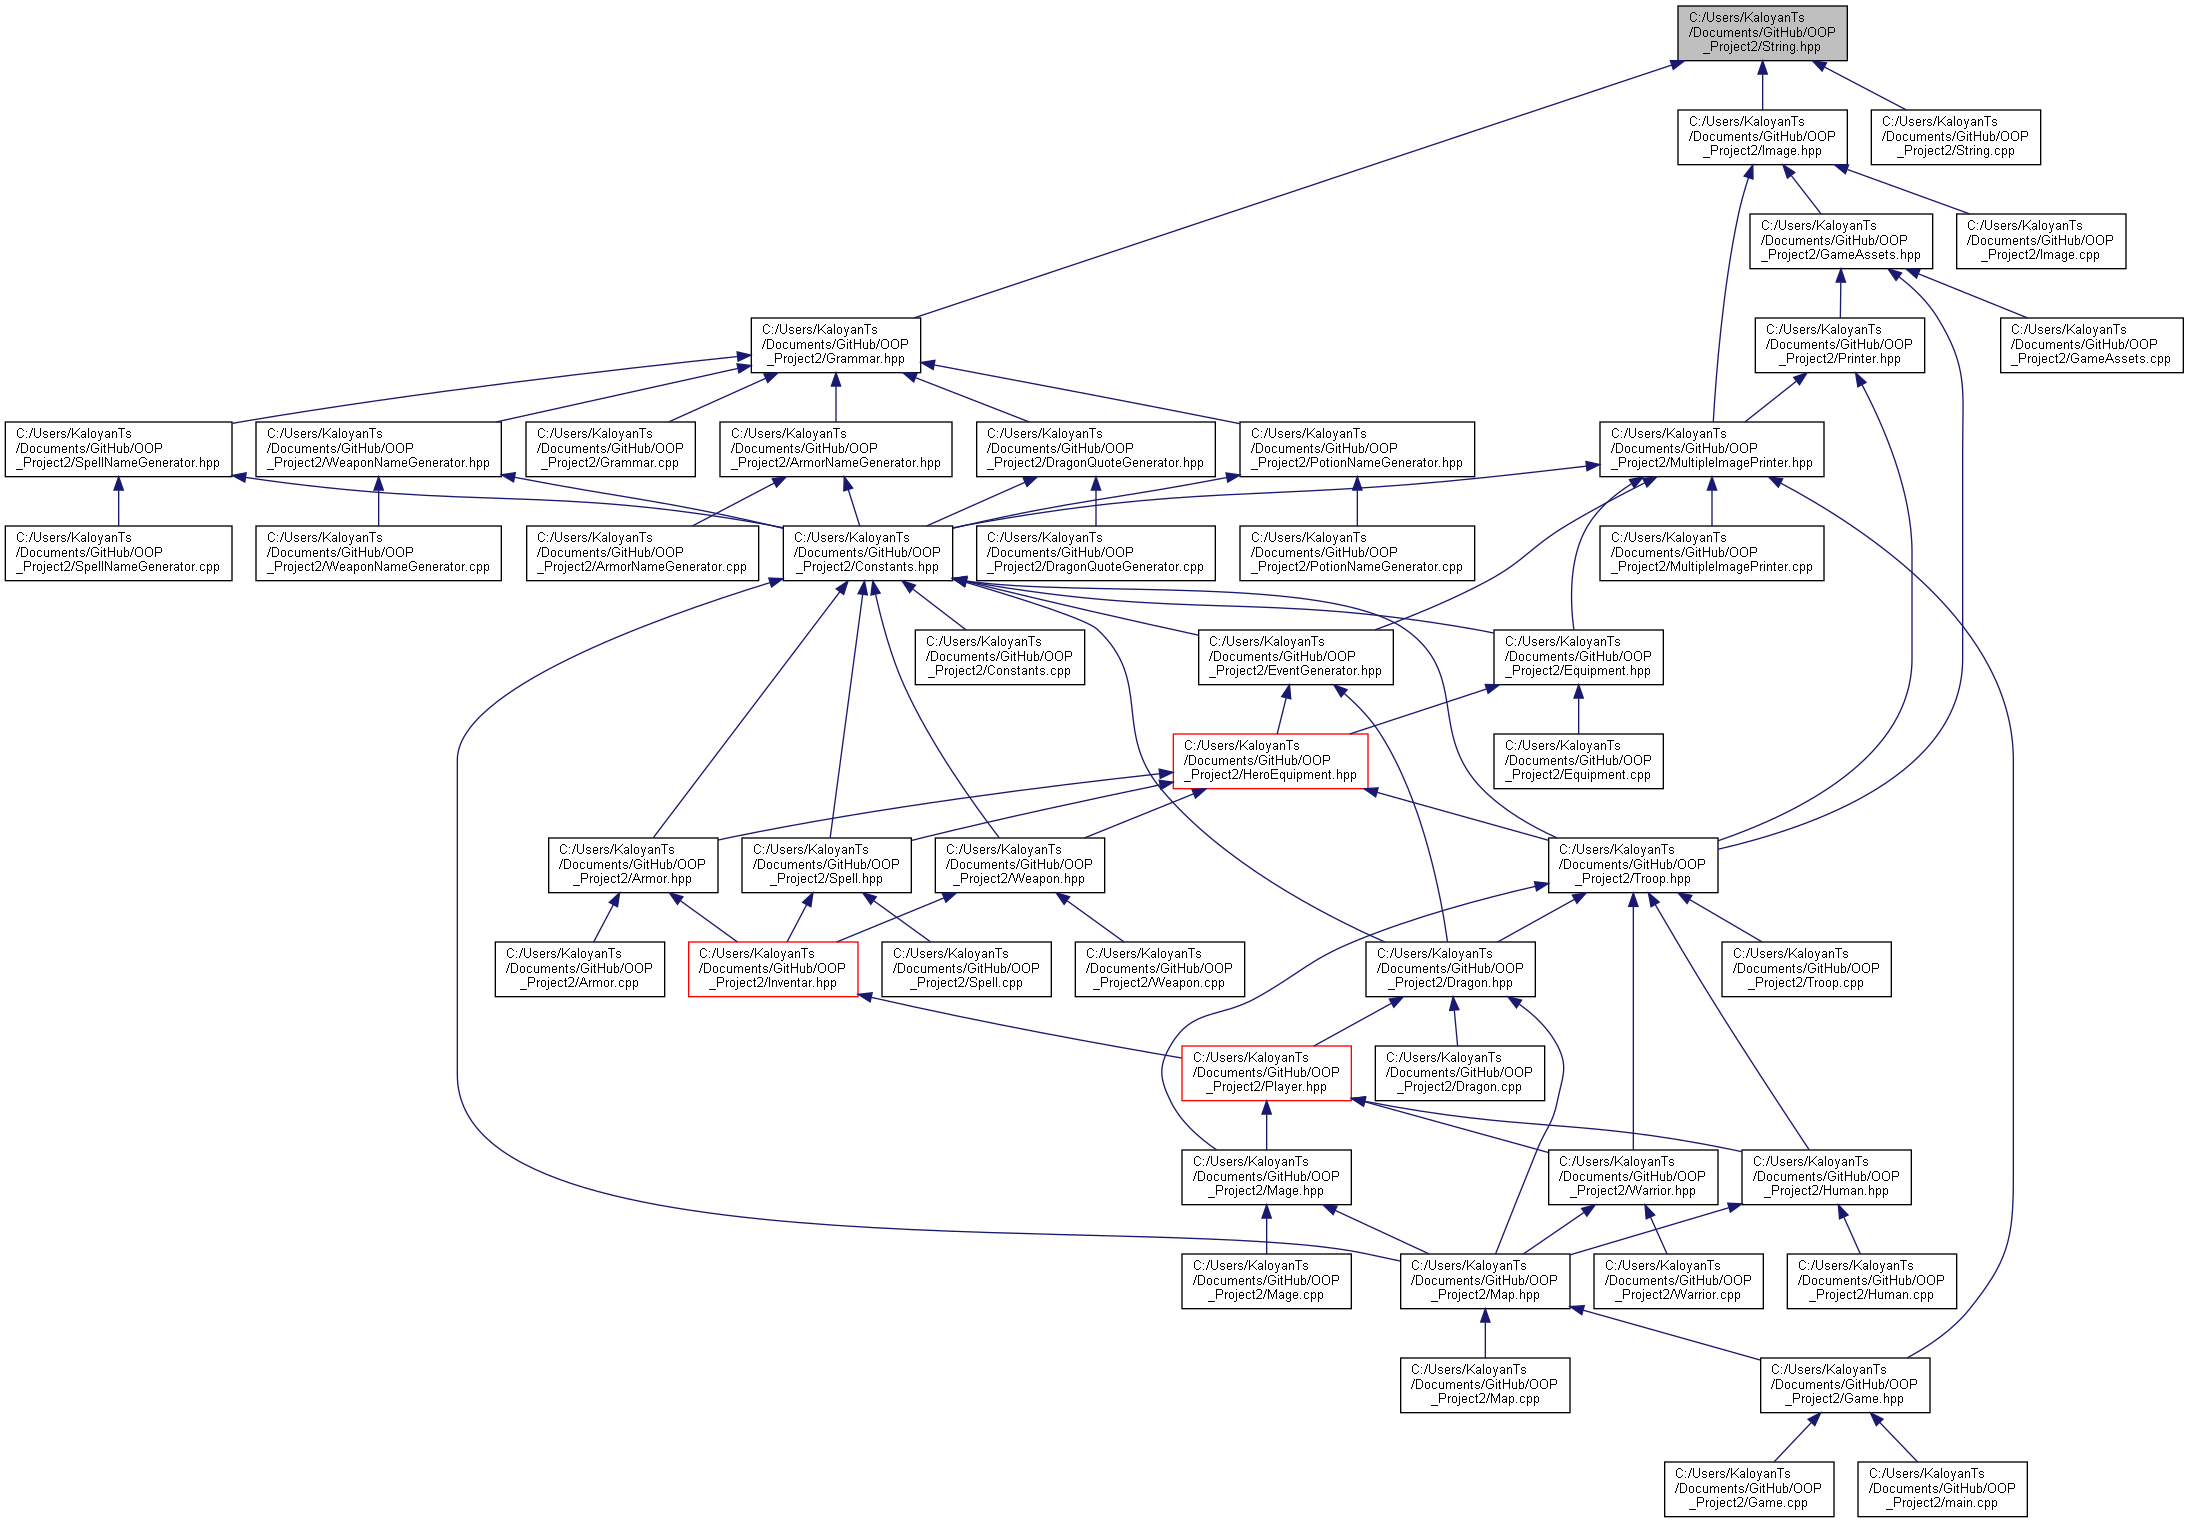 C:/Users/KaloyanTs
/Documents/GitHub/OOP
_Project2/String.hpp
C:/Users/KaloyanTs
/Documents/GitHub/OOP
_Project2/Image.hpp
C:/Users/KaloyanTs
/Documents/GitHub/OOP
_Project2/String.cpp
C:/Users/KaloyanTs
/Documents/GitHub/OOP
_Project2/GameAssets.hpp
C:/Users/KaloyanTs
/Documents/GitHub/OOP
_Project2/Image.cpp
C:/Users/KaloyanTs
/Documents/GitHub/OOP
_Project2/Grammar.hpp
C:/Users/KaloyanTs
/Documents/GitHub/OOP
_Project2/Printer.hpp
C:/Users/KaloyanTs
/Documents/GitHub/OOP
_Project2/GameAssets.cpp
C:/Users/KaloyanTs
/Documents/GitHub/OOP
_Project2/SpellNameGenerator.hpp
C:/Users/KaloyanTs
/Documents/GitHub/OOP
_Project2/WeaponNameGenerator.hpp
C:/Users/KaloyanTs
/Documents/GitHub/OOP
_Project2/Grammar.cpp
C:/Users/KaloyanTs
/Documents/GitHub/OOP
_Project2/ArmorNameGenerator.hpp
C:/Users/KaloyanTs
/Documents/GitHub/OOP
_Project2/DragonQuoteGenerator.hpp
C:/Users/KaloyanTs
/Documents/GitHub/OOP
_Project2/PotionNameGenerator.hpp
C:/Users/KaloyanTs
/Documents/GitHub/OOP
_Project2/MultipleImagePrinter.hpp
C:/Users/KaloyanTs
/Documents/GitHub/OOP
_Project2/SpellNameGenerator.cpp
C:/Users/KaloyanTs
/Documents/GitHub/OOP
_Project2/WeaponNameGenerator.cpp
C:/Users/KaloyanTs
/Documents/GitHub/OOP
_Project2/ArmorNameGenerator.cpp
C:/Users/KaloyanTs
/Documents/GitHub/OOP
_Project2/Constants.hpp
C:/Users/KaloyanTs
/Documents/GitHub/OOP
_Project2/DragonQuoteGenerator.cpp
C:/Users/KaloyanTs
/Documents/GitHub/OOP
_Project2/PotionNameGenerator.cpp
C:/Users/KaloyanTs
/Documents/GitHub/OOP
_Project2/MultipleImagePrinter.cpp
C:/Users/KaloyanTs
/Documents/GitHub/OOP
_Project2/Constants.cpp
C:/Users/KaloyanTs
/Documents/GitHub/OOP
_Project2/EventGenerator.hpp
C:/Users/KaloyanTs
/Documents/GitHub/OOP
_Project2/Equipment.hpp
C:/Users/KaloyanTs
/Documents/GitHub/OOP
_Project2/HeroEquipment.hpp
C:/Users/KaloyanTs
/Documents/GitHub/OOP
_Project2/Equipment.cpp
C:/Users/KaloyanTs
/Documents/GitHub/OOP
_Project2/Armor.hpp
C:/Users/KaloyanTs
/Documents/GitHub/OOP
_Project2/Spell.hpp
C:/Users/KaloyanTs
/Documents/GitHub/OOP
_Project2/Weapon.hpp
C:/Users/KaloyanTs
/Documents/GitHub/OOP
_Project2/Troop.hpp
C:/Users/KaloyanTs
/Documents/GitHub/OOP
_Project2/Armor.cpp
C:/Users/KaloyanTs
/Documents/GitHub/OOP
_Project2/Inventar.hpp
C:/Users/KaloyanTs
/Documents/GitHub/OOP
_Project2/Spell.cpp
C:/Users/KaloyanTs
/Documents/GitHub/OOP
_Project2/Weapon.cpp
C:/Users/KaloyanTs
/Documents/GitHub/OOP
_Project2/Dragon.hpp
C:/Users/KaloyanTs
/Documents/GitHub/OOP
_Project2/Troop.cpp
C:/Users/KaloyanTs
/Documents/GitHub/OOP
_Project2/Player.hpp
C:/Users/KaloyanTs
/Documents/GitHub/OOP
_Project2/Dragon.cpp
C:/Users/KaloyanTs
/Documents/GitHub/OOP
_Project2/Mage.hpp
C:/Users/KaloyanTs
/Documents/GitHub/OOP
_Project2/Warrior.hpp
C:/Users/KaloyanTs
/Documents/GitHub/OOP
_Project2/Human.hpp
C:/Users/KaloyanTs
/Documents/GitHub/OOP
_Project2/Mage.cpp
C:/Users/KaloyanTs
/Documents/GitHub/OOP
_Project2/Map.hpp
C:/Users/KaloyanTs
/Documents/GitHub/OOP
_Project2/Warrior.cpp
C:/Users/KaloyanTs
/Documents/GitHub/OOP
_Project2/Human.cpp
C:/Users/KaloyanTs
/Documents/GitHub/OOP
_Project2/Map.cpp
C:/Users/KaloyanTs
/Documents/GitHub/OOP
_Project2/Game.hpp
C:/Users/KaloyanTs
/Documents/GitHub/OOP
_Project2/Game.cpp
C:/Users/KaloyanTs
/Documents/GitHub/OOP
_Project2/main.cpp